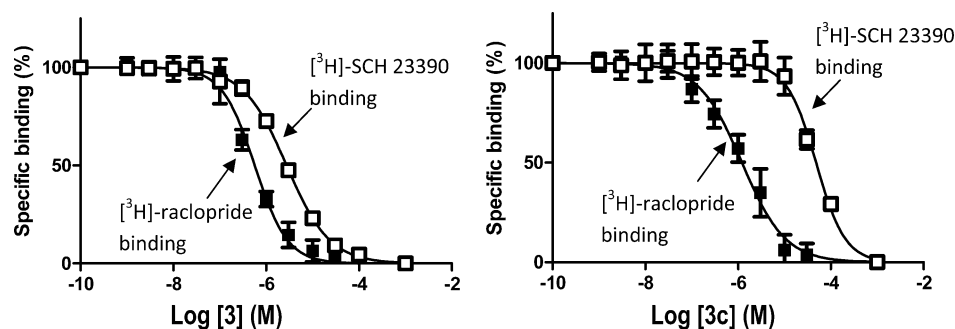 Specific binding (%)
100
50
0
-10
-8
-6
-4
-2
Log [3] (M)
[³H]-SCH 23390
binding
[³H]-raclopride
binding
Specific binding (%)
100
50
0
-10
-8
-6
-4
-2
Log [3c] (M)
[³H]-SCH 23390
binding
[³H]-raclopride
binding